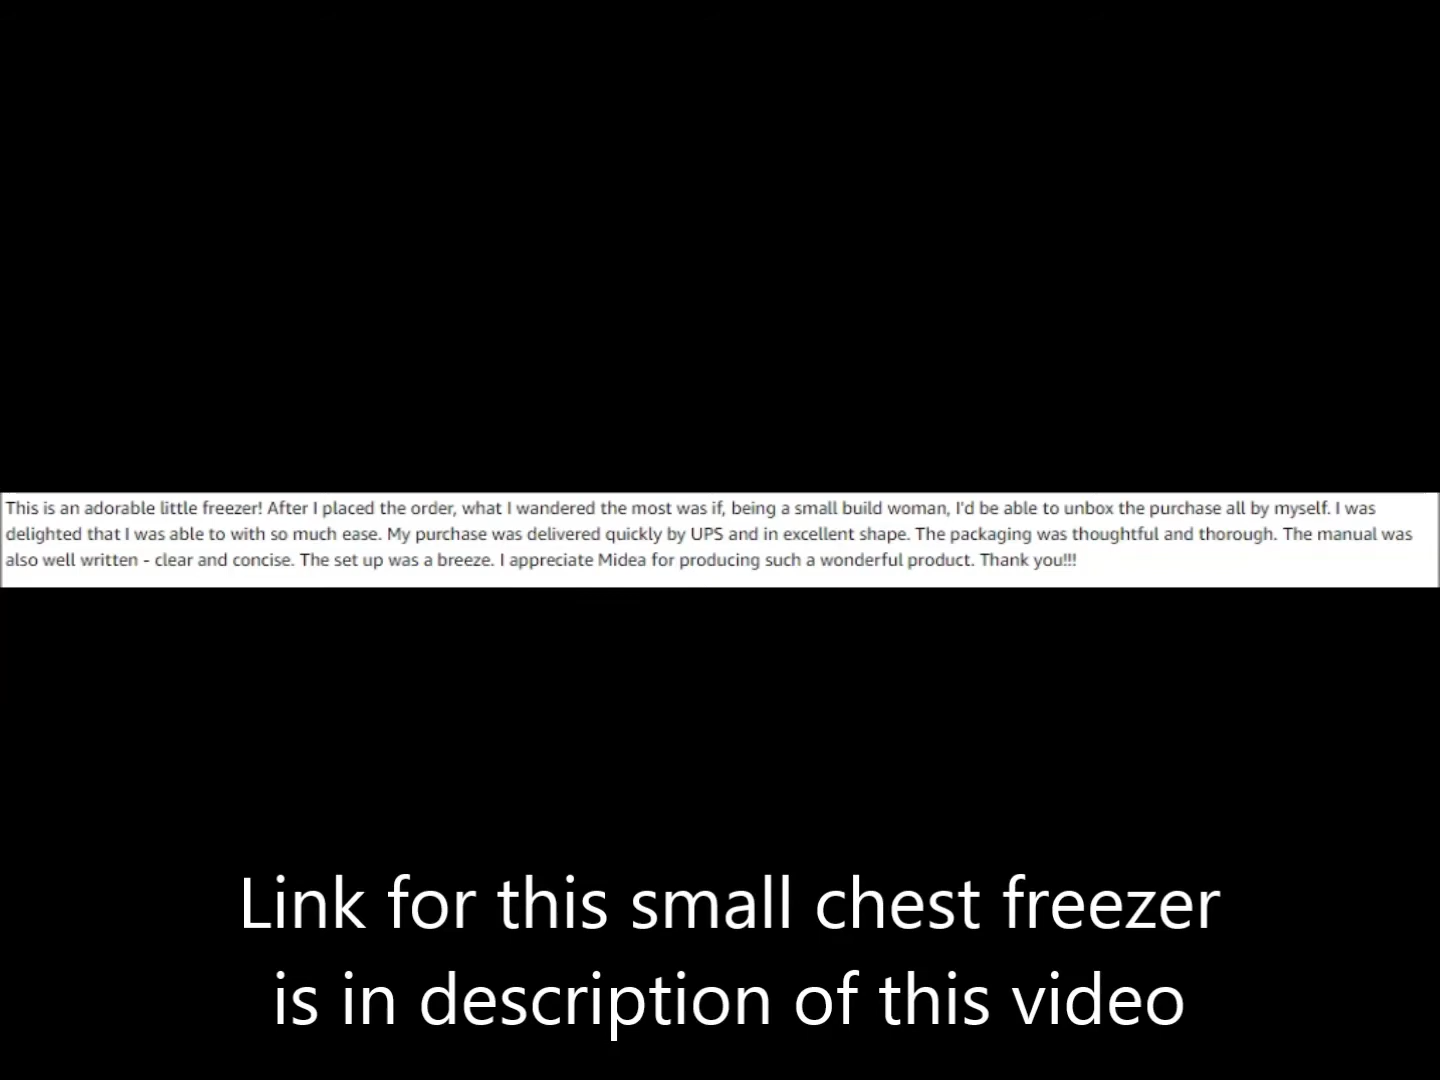 This is an adorable little freezer! After I placed the order, what I wandered the most was if, being a small build woman, I'd be able to unbox the purchase all by myself. I was
delighted that I was able to with so much ease. My purchase was delivered quickly by UPS and in excellent shape. The packaging was thoughtful and thorough. The manual was
also well written - clear and concise. The set up was a breeze. I appreciate Midea for producing such a wonderful product. Thank you!!!
Link for this small chest freezer
is in description of this video